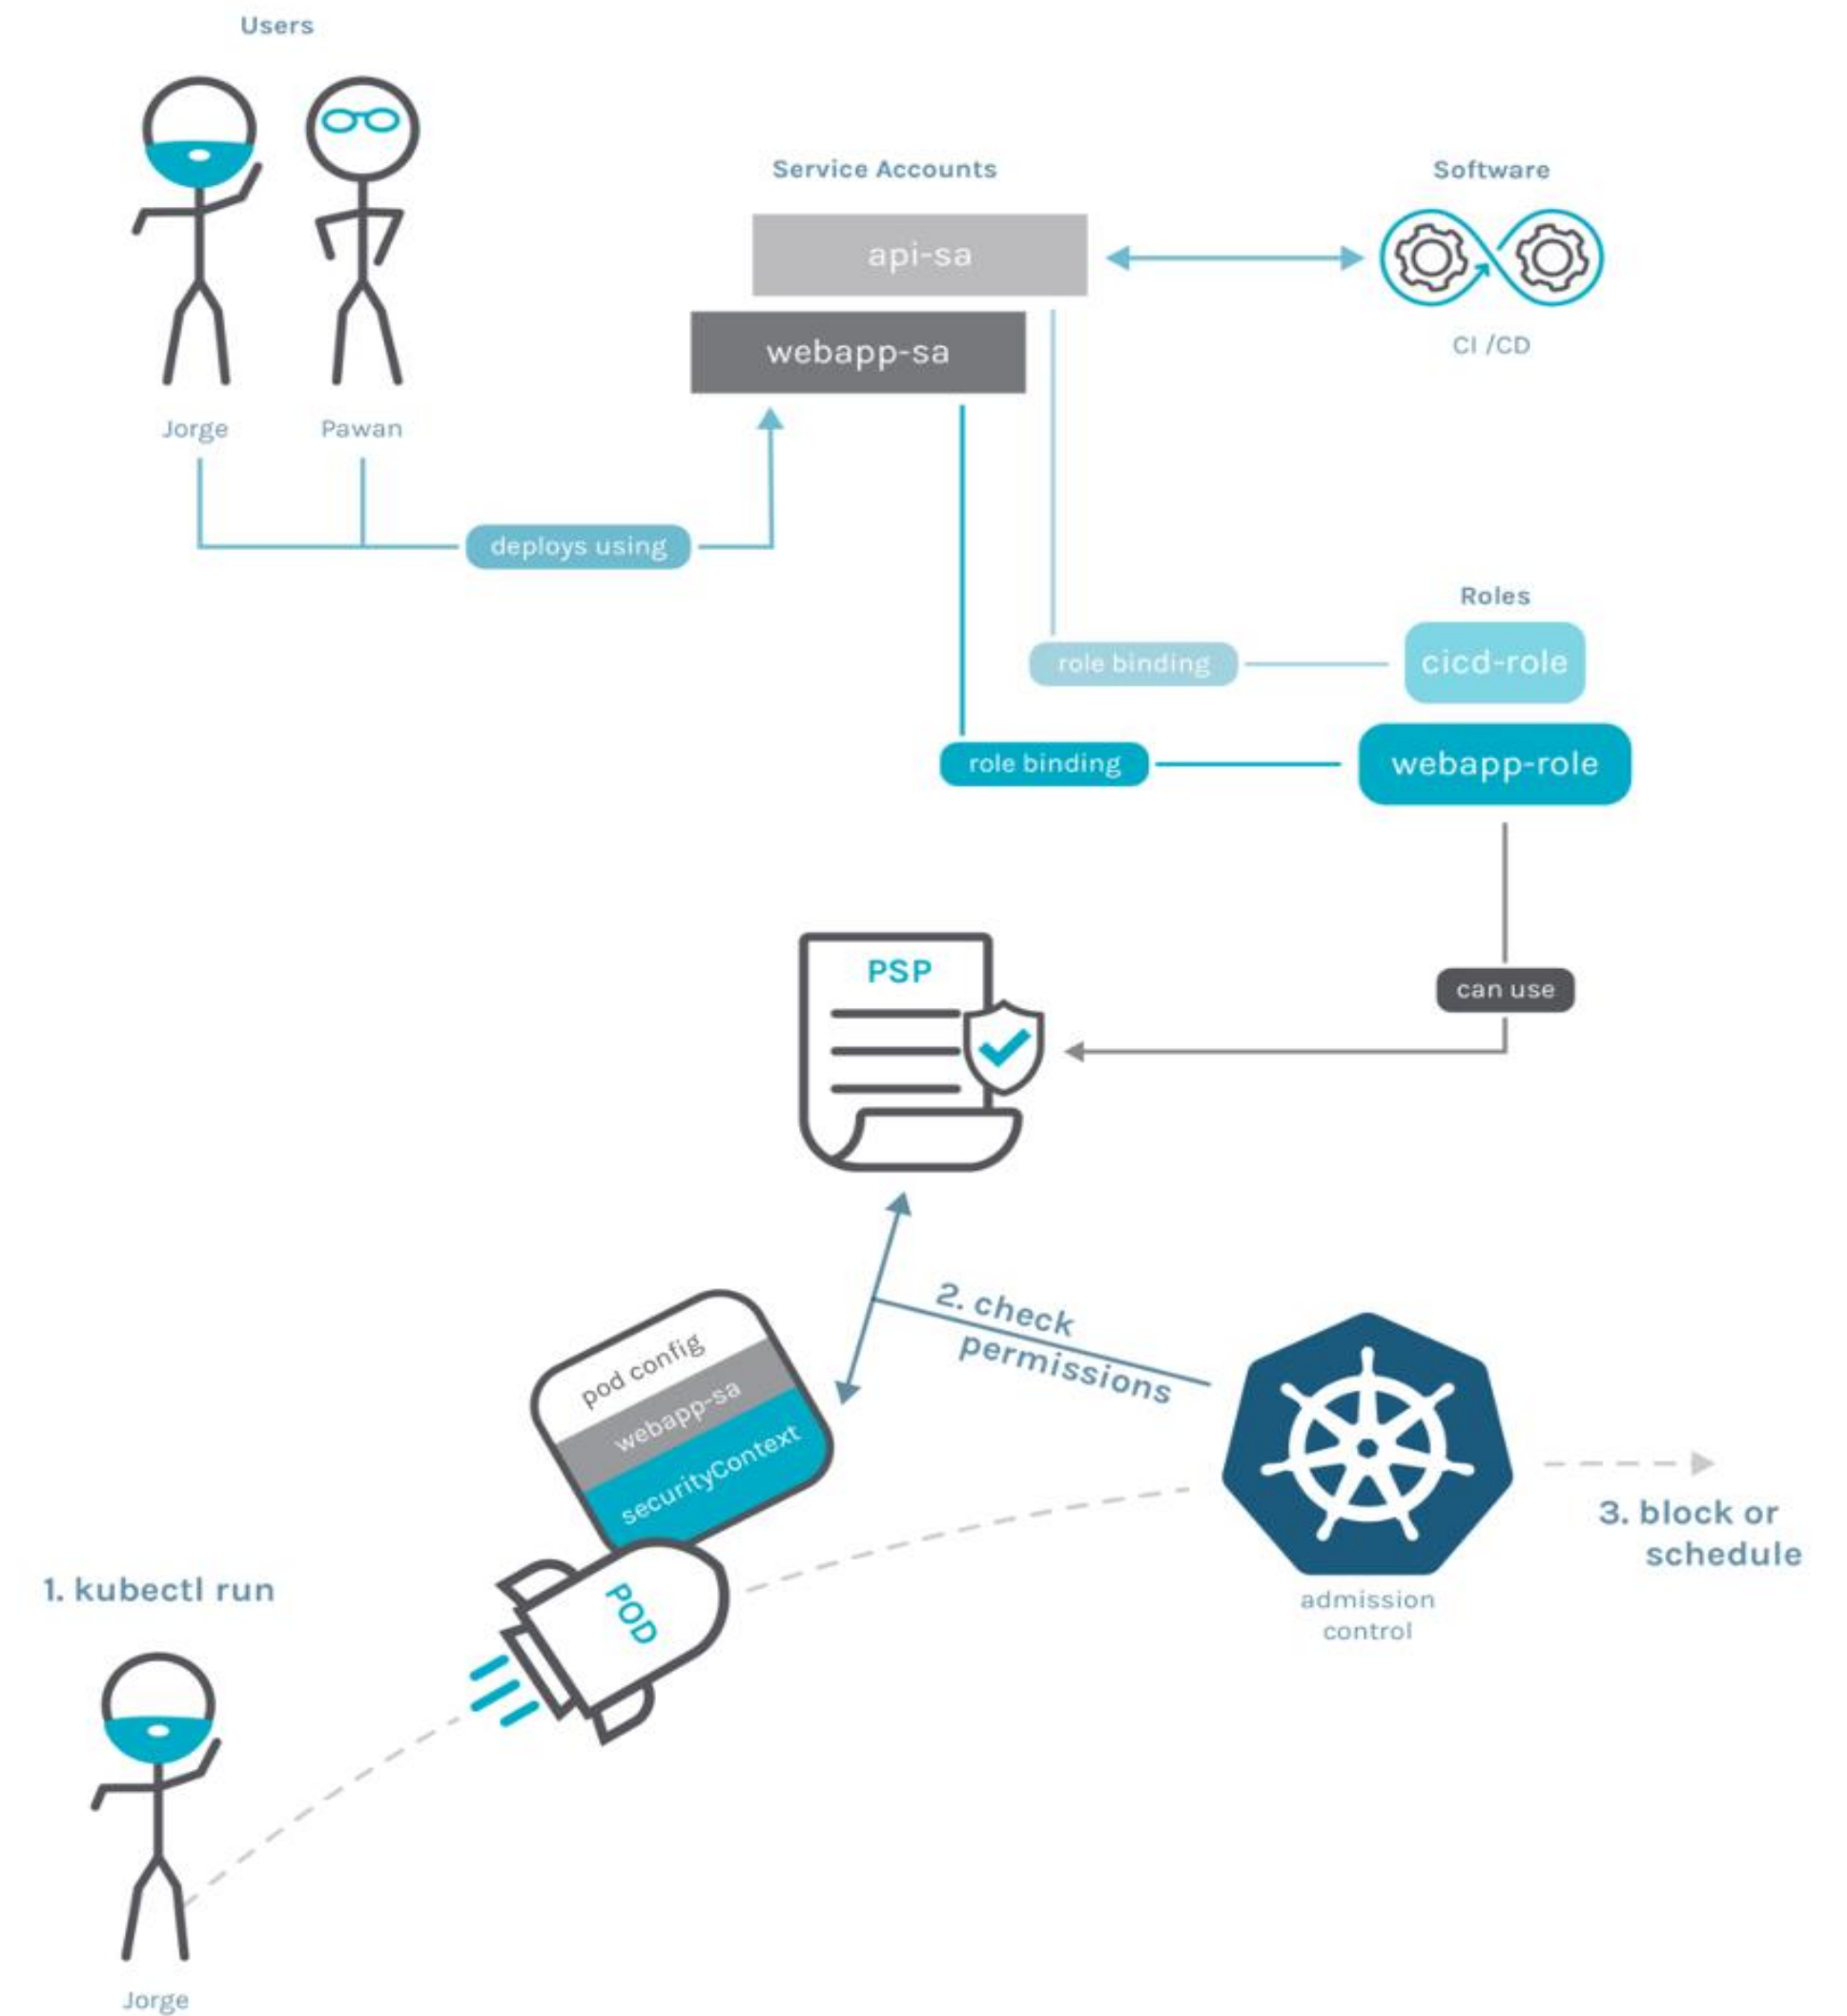 Users
Jorge
Pawan
Service Accounts
api-sa
webapp-sa
Software
CI /CD
deploys using
Roles
role binding
cicd-role
role binding
webapp-role
can use
PSP
2. check
permissions
pod config
webapp-sa
securityContext
POD
admission
control
3. block or
schedule
1. kubectl run
Jorge